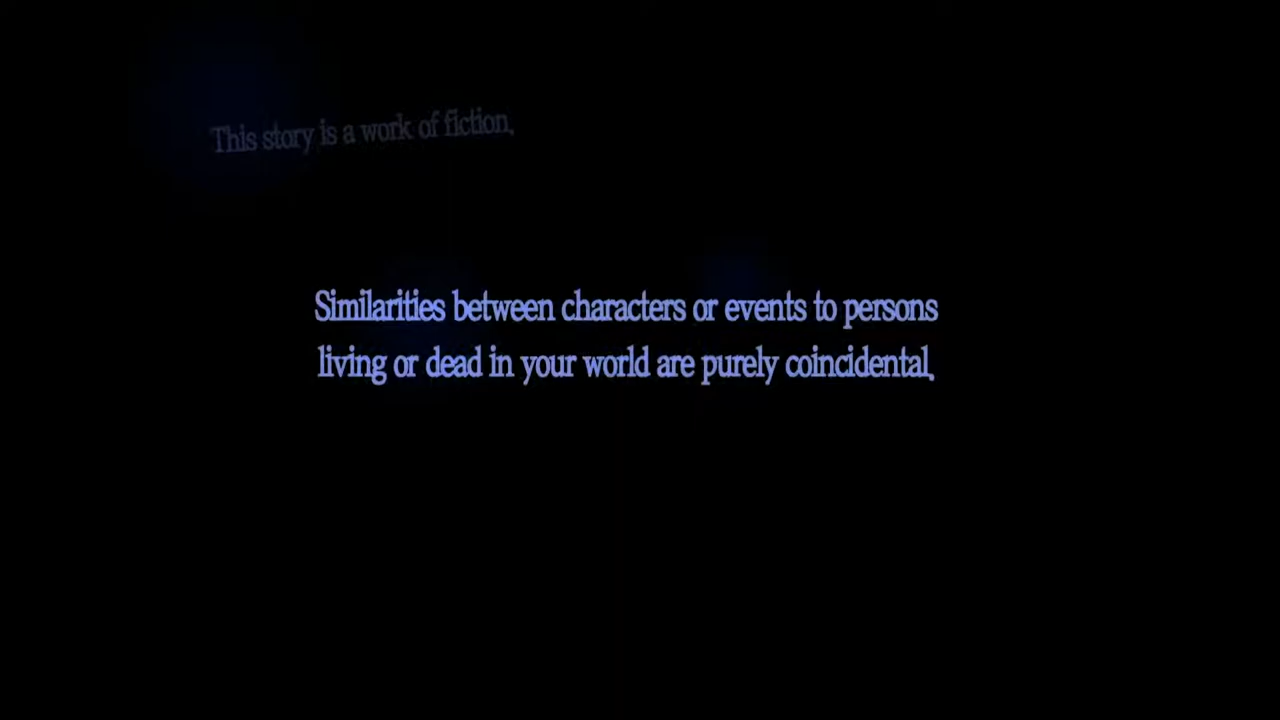 This story is a work of fiction.
Similarities between characters or events to persons
living or dead in your world are purely coincidental.